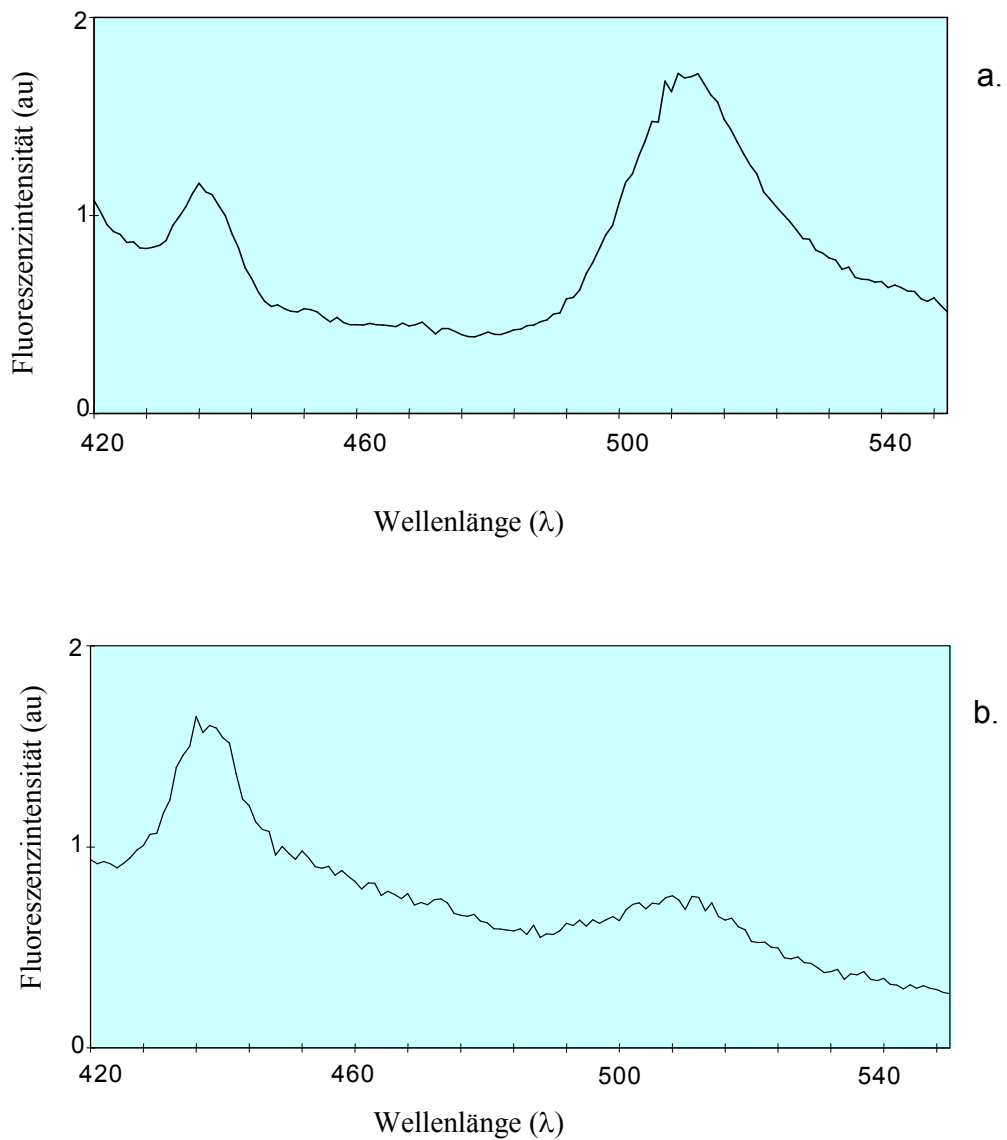 2
a.
Fluoreszenzintensität (au)
1
0
420 460 500 540
Wellenlänge (λ)
2
b.
Fluoreszenzintensität (au)
1
0
420 460 500 540
Wellenlänge (λ)